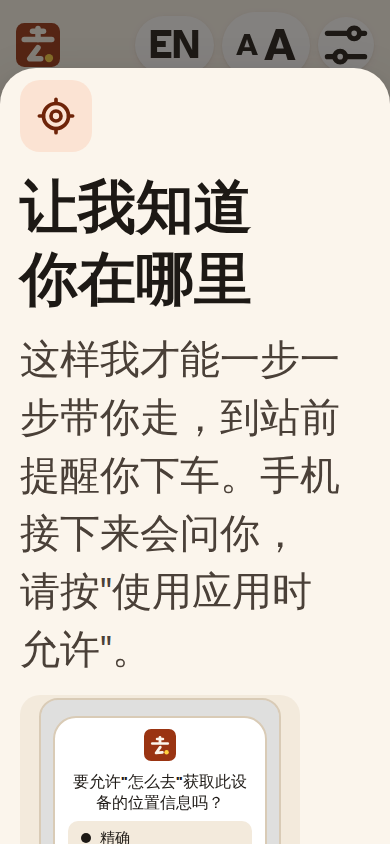 去
EN
A A
让我知道
你在哪里
这样我才能一步一
步带你走，到站前
提醒你下车。手机
接下来会问你，
请按"使用应用时
允许"。
去
要允许"怎么去"获取此设
备的位置信息吗？
精确